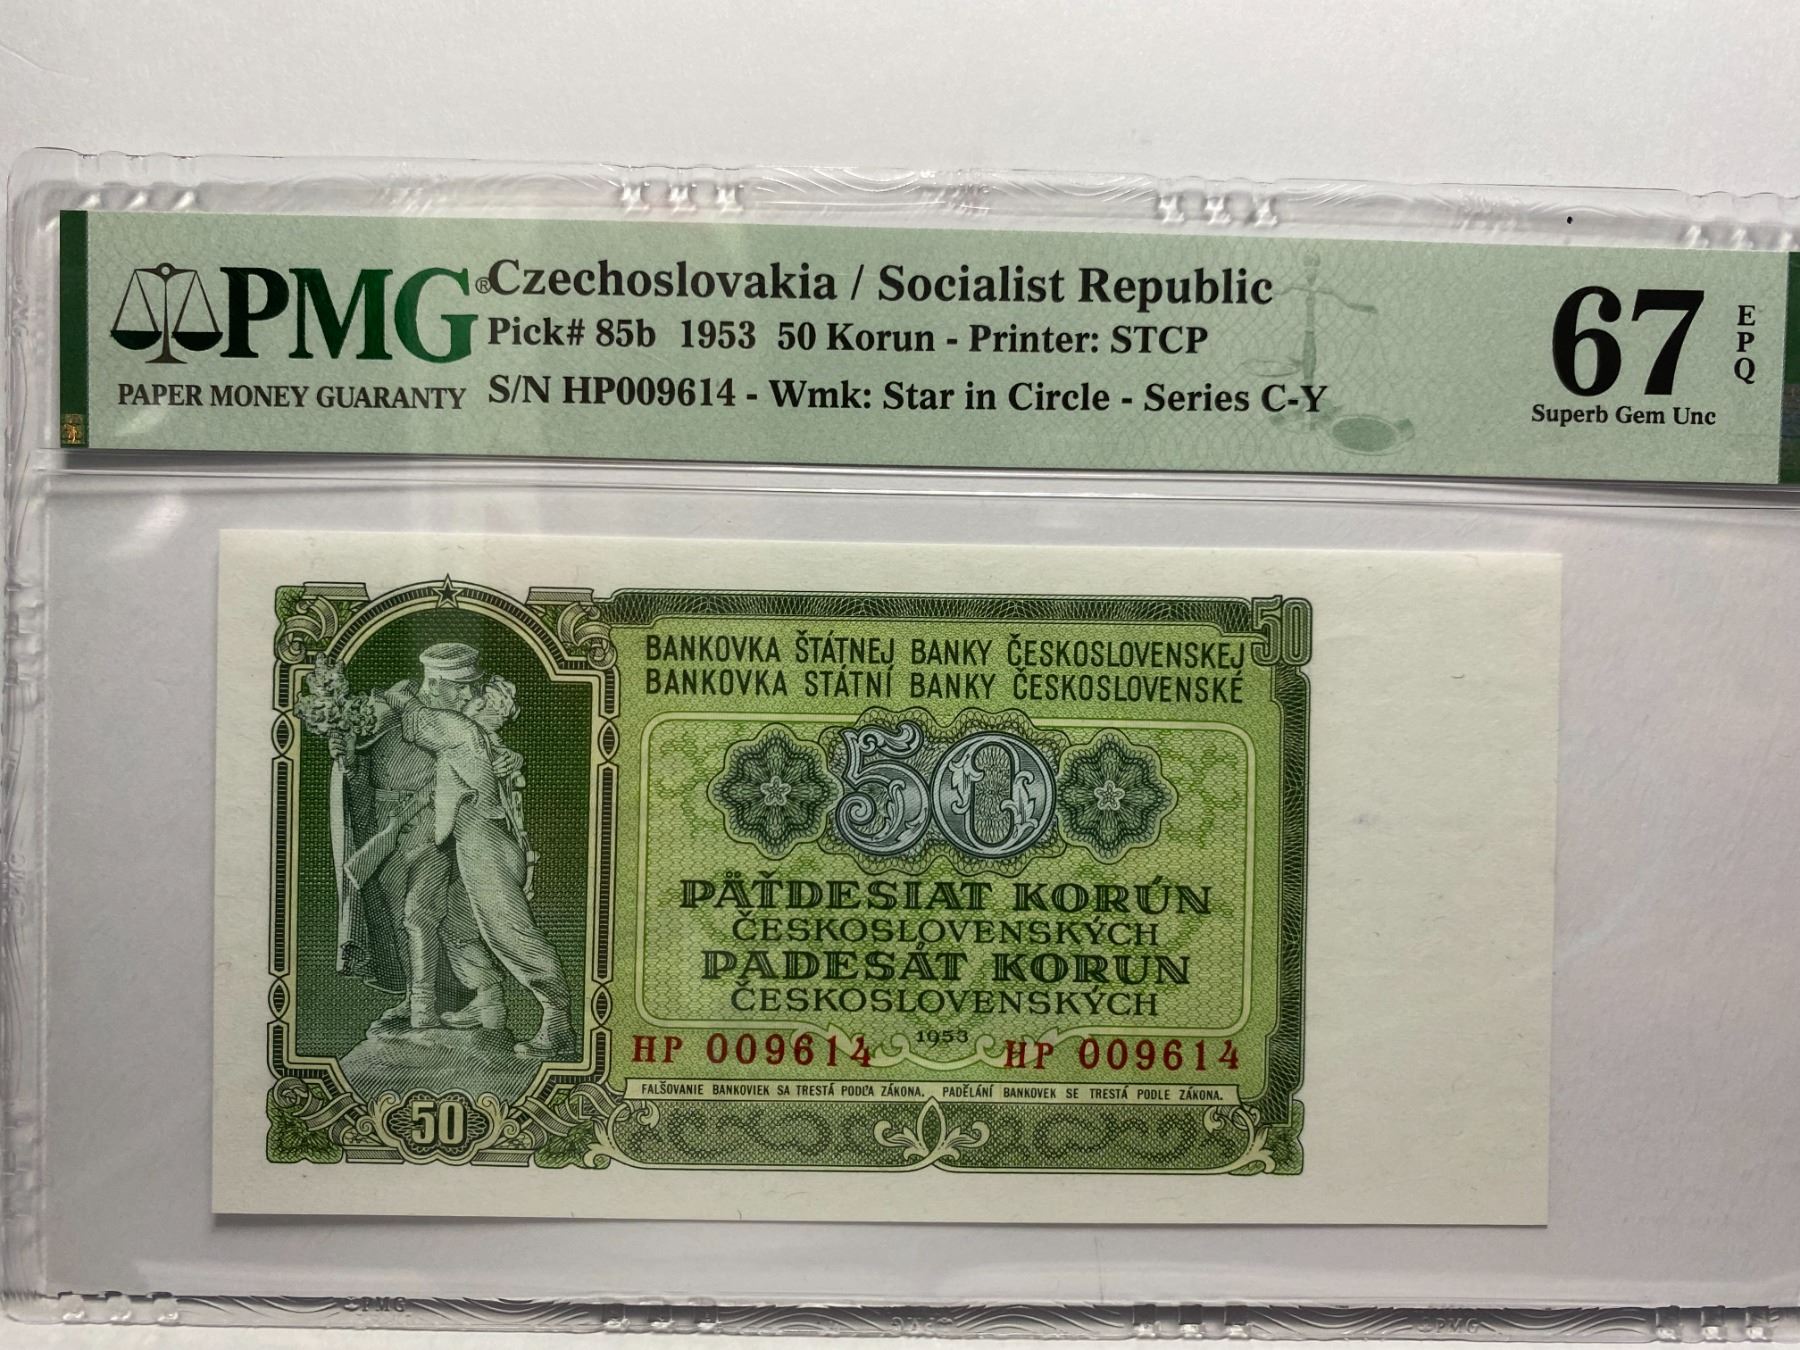 PMG®
PAPER MONEY GUARANTY
Czechoslovakia / Socialist Republic
Pick# 85b 1953 50 Korun - Printer: STCP
S/N HP009614 - Wmk: Star in Circle - Series C-Y
67
EPQ
Superb Gem Unc
50
BANKOVKA ŠTÁTNEJ BANKY ČESKOSLOVENSKEJ
BANKOVKA STÁTNÍ BANKY ČESKOSLOVENSKÉ
50
PÄŤDESIAT KORÚN
ČESKOSLOVENSKÝCH
PADESÁT KORUN
ČESKOSLOVENSKÝCH
1953
HP 009614 HP 009614
FALŠOVANIE BANKOVIEK SA TRESTÁ PODĽA ZÁKONA. PADĚLÁNÍ BANKOVEK SE TRESTÁ PODLE ZÁKONA.
50
PMG
PMG